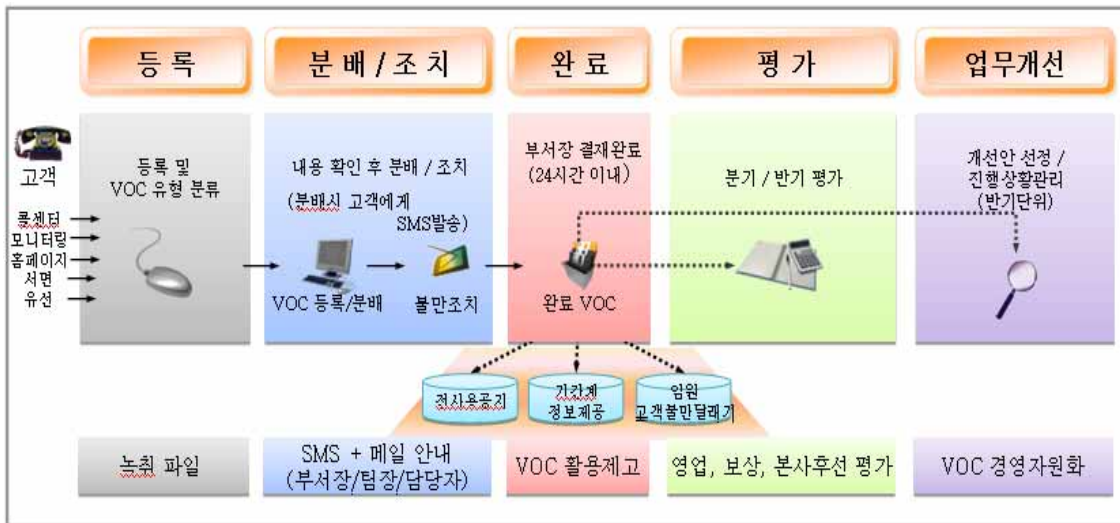 등 록
분 배 / 조 치
완 료
평 가
업무개선
고객
콜센터
모니터링
홈페이지
서면
유선
등록 및
VOC 유형 분류
내용 확인 후 분배 / 조치
(분배시 고객에게
SMS발송)
VOC 등록/분배
불만조치
부서장 결재완료
(24시간 이내)
완료 VOC
분기 / 반기 평가
개선안 선정 /
진행상황관리
(반기단위)
전사용공지
기간계
정보제공
임원
고객불만달래기
녹취 파일
SMS + 메일 안내
(부서장/팀장/담당자)
VOC 활용제고
영업, 보상, 본사후선 평가
VOC 경영자원화